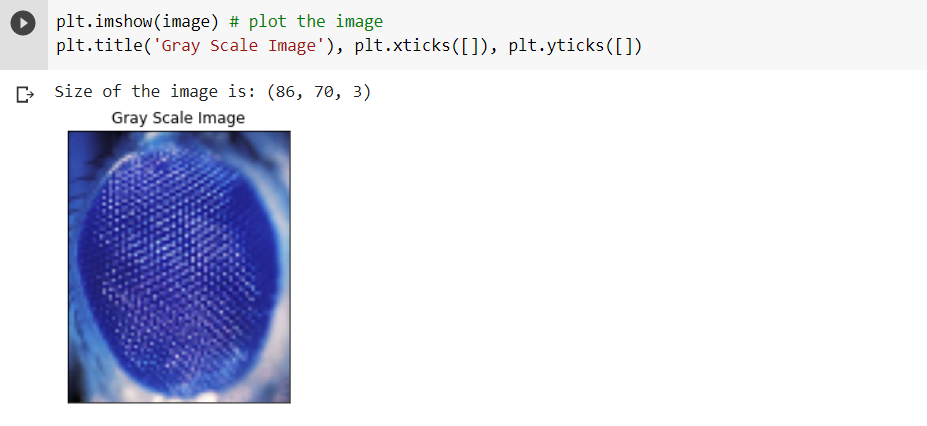 plt.imshow(image) # plot the image
plt.title('Gray Scale Image'), plt.xticks([]), plt.yticks([])
Size of the image is: (86, 70, 3)
Gray Scale Image